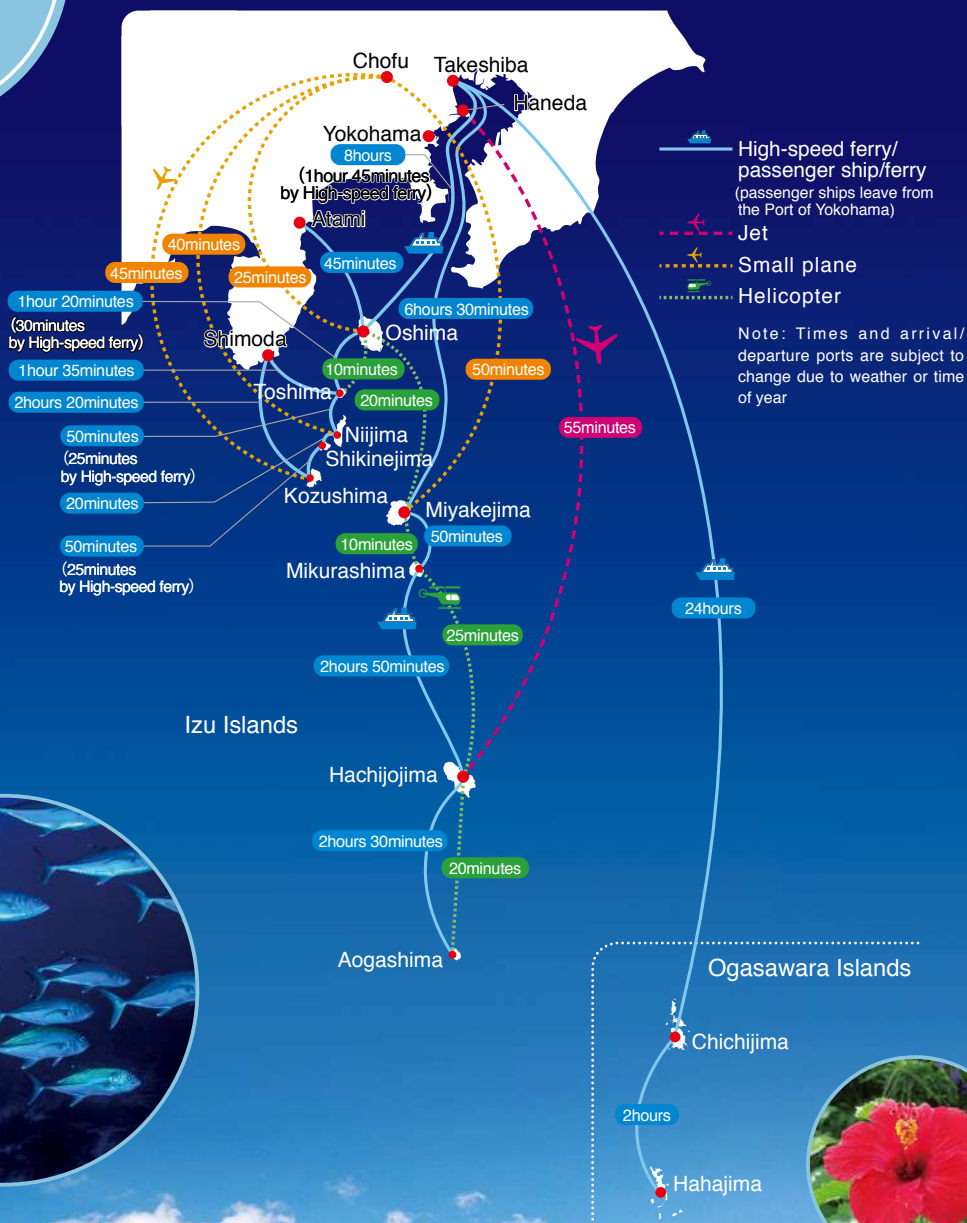 Chofu
Takeshiba
Haneda
Yokohama
8hours
(1hour 45minutes
by High-speed ferry)
Atami
High-speed ferry/
passenger ship/ferry
(passenger ships leave from
the Port of Yokohama)
Jet
Small plane
Helicopter
Note: Times and arrival/
departure ports are subject to
change due to weather or time
of year
40minutes
45minutes
25minutes
45minutes
1hour 20minutes
(30minutes
by High-speed ferry)
6hours 30minutes
Oshima
Shimoda
1hour 35minutes
10minutes
50minutes
Toshima
20minutes
2hours 20minutes
55minutes
50minutes
(25minutes
by High-speed ferry)
Niijima
Shikinejima
Kozushima
20minutes
Miyakejima
50minutes
(25minutes
by High-speed ferry)
10minutes
50minutes
Mikurashima
24hours
25minutes
2hours 50minutes
Izu Islands
Hachijojima
2hours 30minutes
20minutes
Aogashima
Ogasawara Islands
Chichijima
2hours
Hahajima